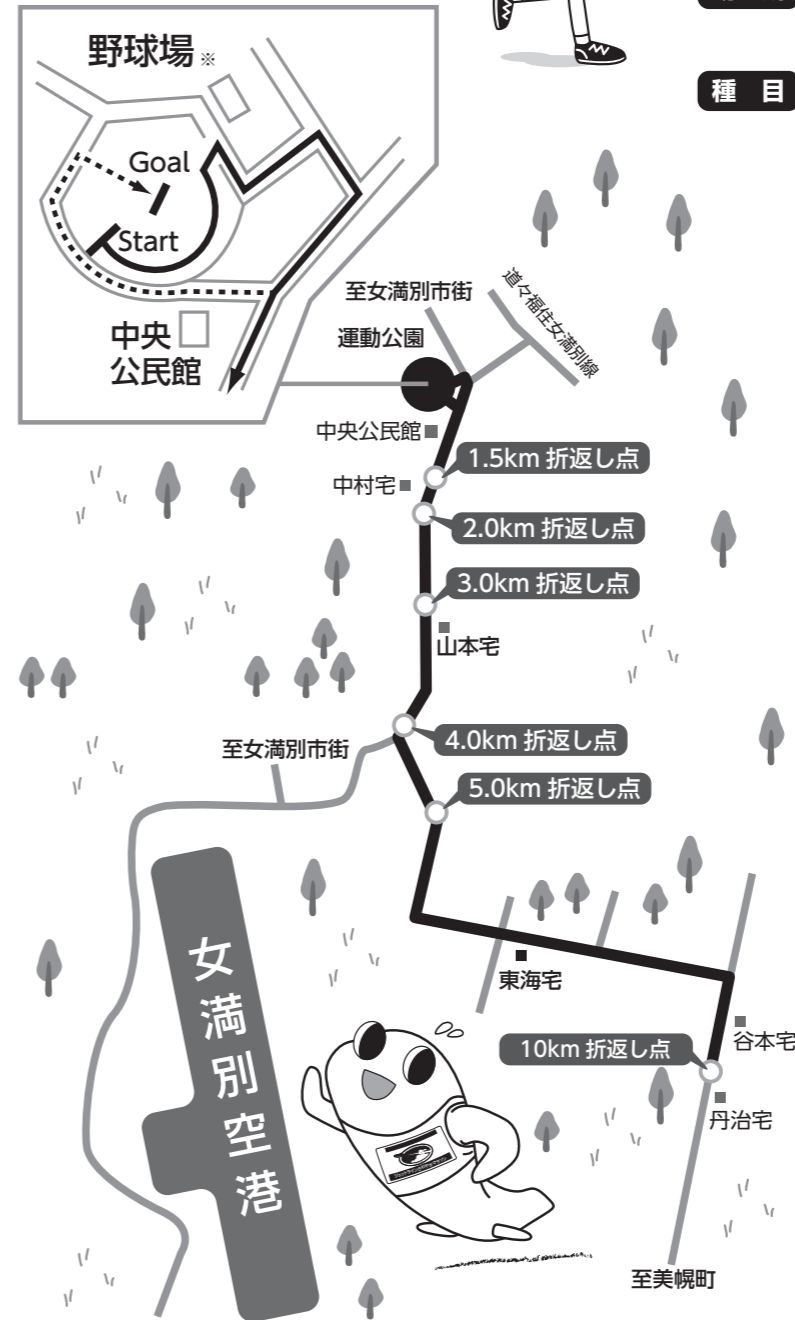 種 目
野球場※
Goal
Start
中央
公民館
至女満別市街
道々福住女満別線
運動公園
中央公民館
1.5km 折返し点
中村宅
2.0km 折返し点
3.0km 折返し点
山本宅
4.0km 折返し点
至女満別市街
5.0km 折返し点
女満別空港
東海宅
谷本宅
10km 折返し点
丹治宅
至美幌町